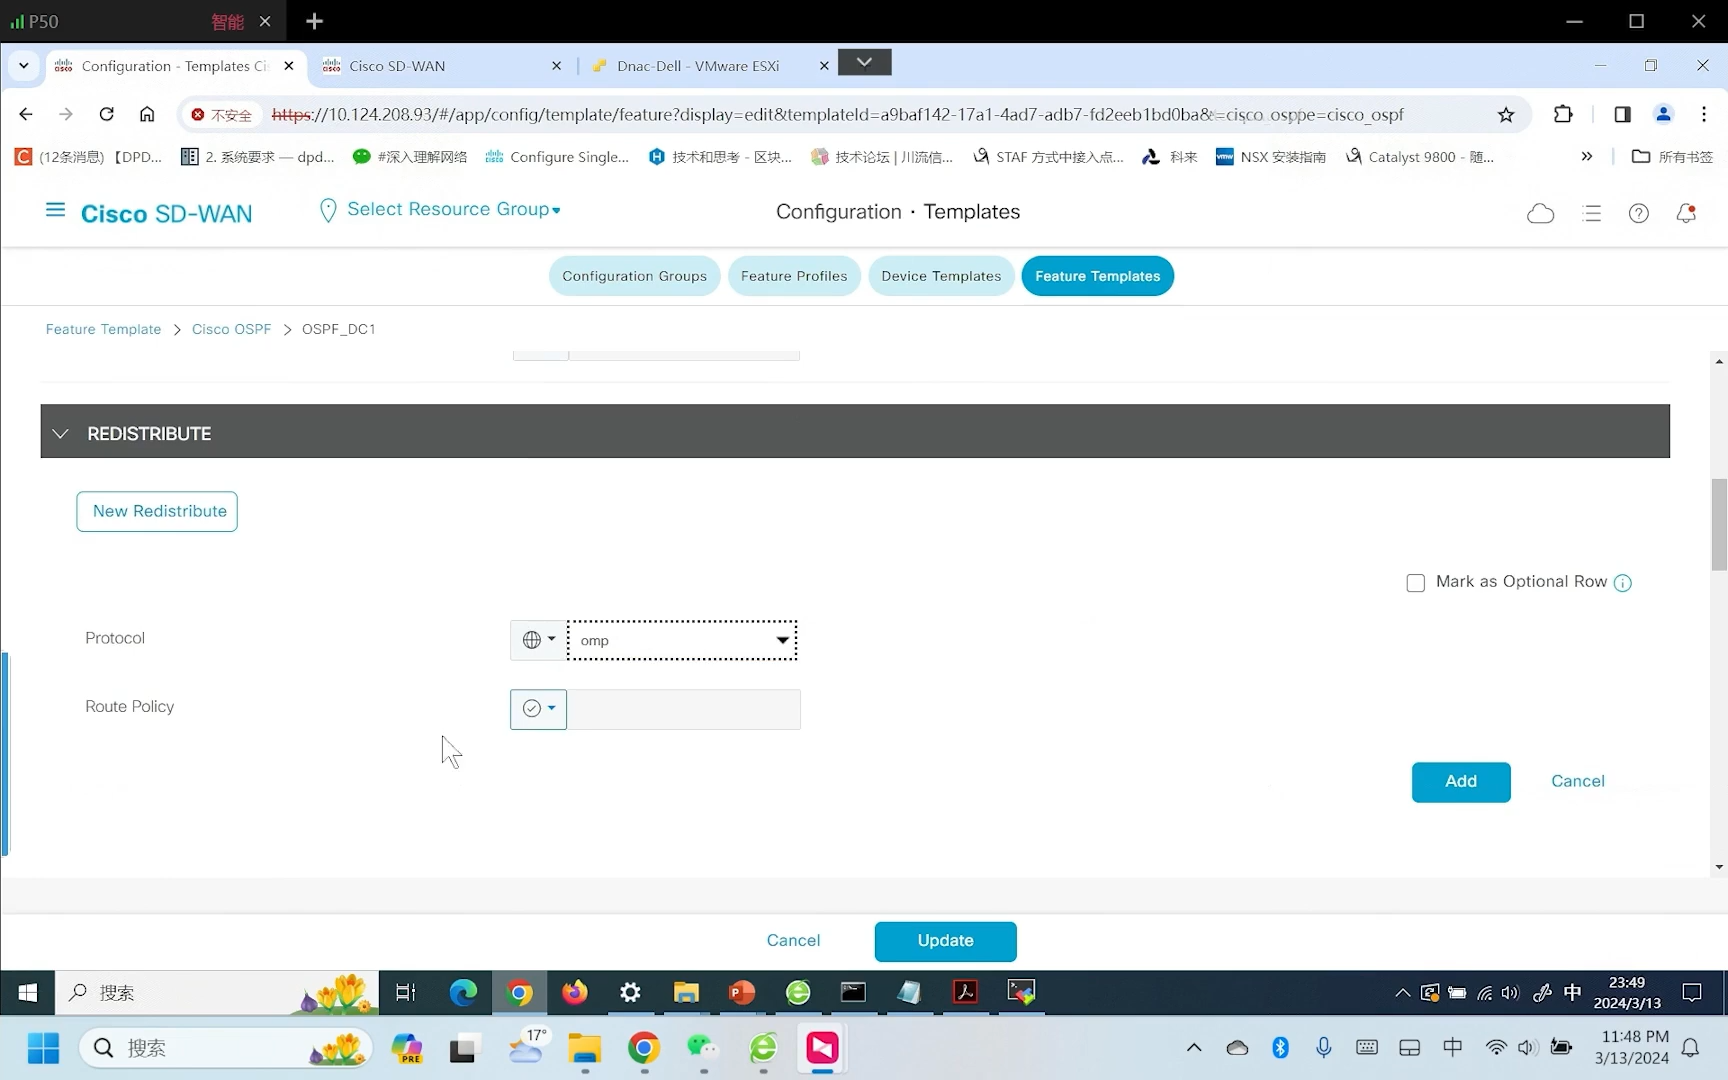 P50 智能
Configuration - Templates Ci
Cisco SD-WAN
Dnac-Dell - VMware ESXi
不安全 https://10.124.208.93/#/app/config/template/feature?display=edit&templateId=a9baf142-17a1-4ad7-adb7-fd2eeb1bd0ba&
(12条消息) 【DPD...
2. 系统要求 — dpd...
#深入理解网络
Configure Single...
技术和思考 - 区块...
技术论坛 | 川流信...
STAF 方式中接入点...
科来
NSX 安装指南
Catalyst 9800 - 随...
所有书签
Cisco SD-WAN
Select Resource Group
Configuration · Templates
Configuration Groups
Feature Profiles
Device Templates
Feature Templates
Feature Template > Cisco OSPF > OSPF_DC1
REDISTRIBUTE
New Redistribute
Mark as Optional Row
Protocol
omp
Route Policy
Add
Cancel
Cancel
Update
搜索
中
23:49
2024/3/13
搜索
PRE
17°
中
11:48 PM
3/13/2024